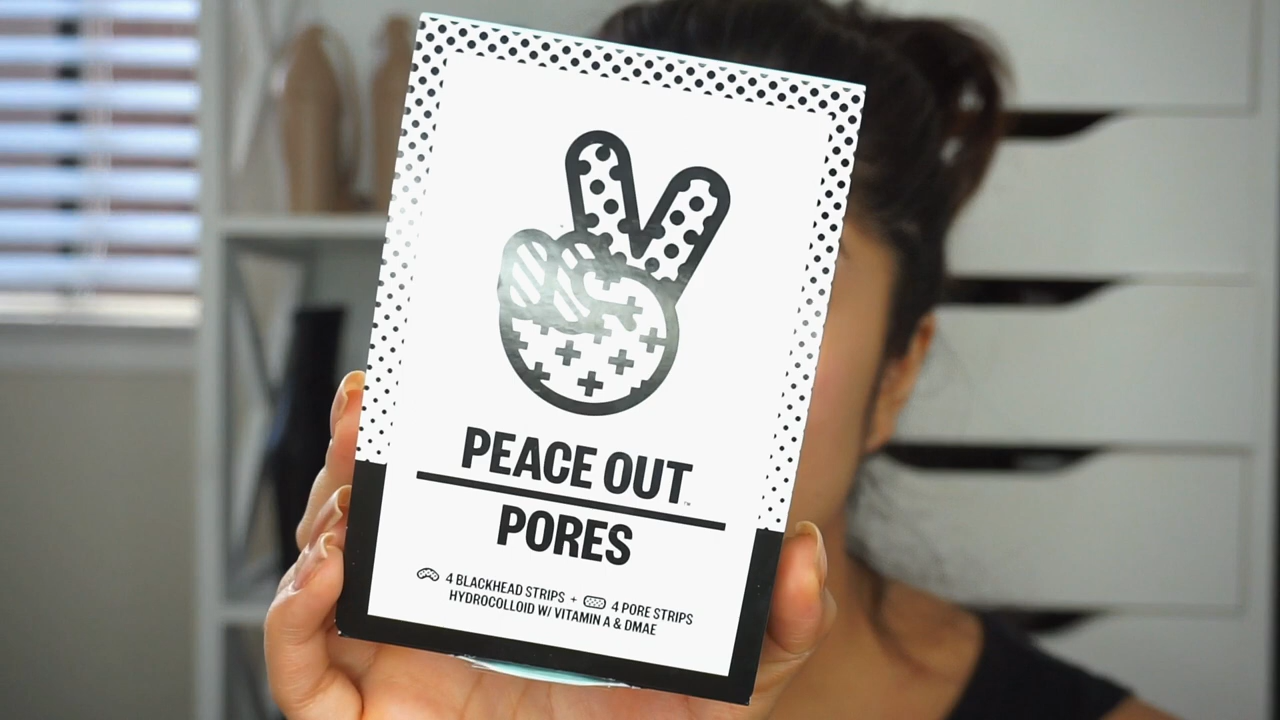 PEACE OUT™
PORES
4 BLACKHEAD STRIPS + 4 PORE STRIPS
HYDROCOLLOID W/ VITAMIN A & DMAE